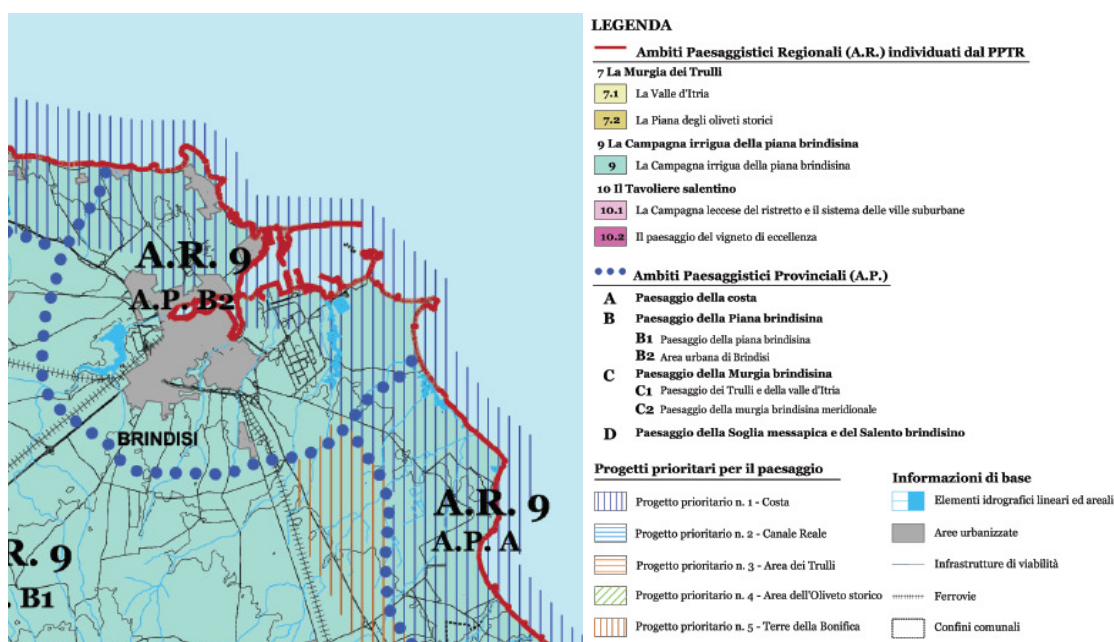 A.R. 9
A.P. B2
BRINDISI
A.R. 9
A.P. A
R. 9
. B1
LEGENDA
Ambiti Paesaggistici Regionali (A.R.) individuati dal PPTR
7 La Murgia dei Trulli
7.1 La Valle d'Itria
7.2 La Piana degli oliveti storici
9 La Campagna irrigua della piana brindisina
9 La Campagna irrigua della piana brindisina
10 Il Tavoliere salentino
10.1 La Campagna leccese del ristretto e il sistema delle ville suburbane
10.2 Il paesaggio del vigneto di eccellenza
Ambiti Paesaggistici Provinciali (A.P.)
A Paesaggio della costa
B Paesaggio della Piana brindisina
B1 Paesaggio della piana brindisina
B2 Area urbana di Brindisi
C Paesaggio della Murgia brindisina
C1 Paesaggio dei Trulli e della valle d'Itria
C2 Paesaggio della murgia brindisina meridionale
D Paesaggio della Soglia messapica e del Salento brindisino
Progetti prioritari per il paesaggio
Progetto prioritario n. 1 - Costa
Progetto prioritario n. 2 - Canale Reale
Progetto prioritario n. 3 - Area dei Trulli
Progetto prioritario n. 4 - Area dell'Oliveto storico
Progetto prioritario n. 5 - Terre della Bonifica
Informazioni di base
Elementi idrografici lineari ed areali
Aree urbanizzate
Infrastrutture di viabilità
Ferrovie
Confini comunali